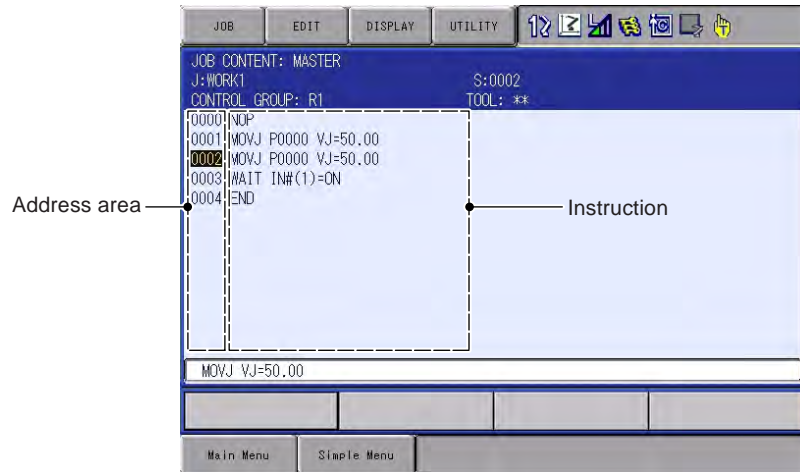 JOB EDIT DISPLAY UTILITY
JOB CONTENT: MASTER
J:WORK1 S:0002
CONTROL GROUP: R1 TOOL: **
0000 NOP
0001 MOVJ P0000 VJ=50.00
0002 MOVJ P0000 VJ=50.00
0003 WAIT IN#(1)=ON
0004 END
Address area
Instruction
MOVJ VJ=50.00
Main Menu Simple Menu